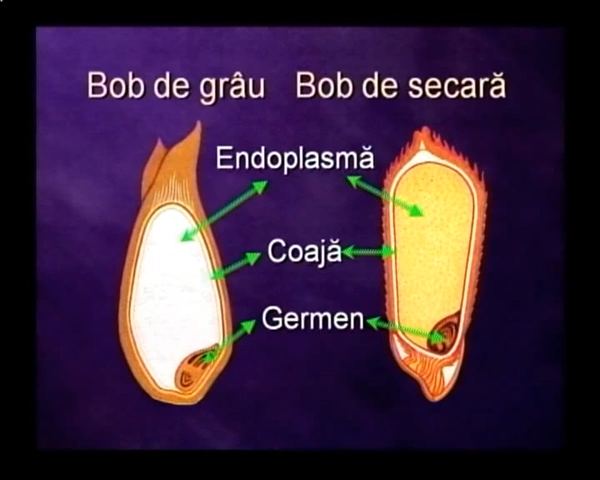 Bob de grâu Bob de secară
Endoplasmă
Coajă
Germen